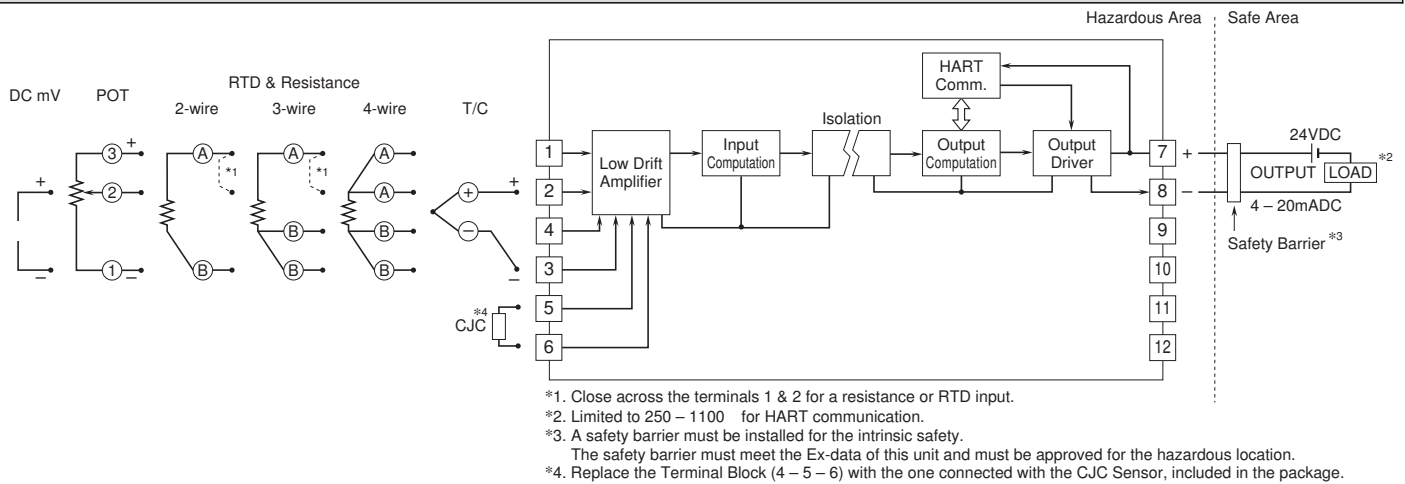 Hazardous Area
Safe Area
DC mV
POT
RTD & Resistance
2-wire
3-wire
4-wire
T/C
+
–
3 +
2
1 –
A
*1
B
A
*1
B
B
A
A
B
B
+
–
+
–
*4
CJC
1
2
4
3
5
6
Low Drift
Amplifier
Input
Computation
Isolation
HART
Comm.
Output
Computation
Output
Driver
7 +
8 –
9
10
11
12
24VDC
OUTPUT
LOAD *2
4 – 20mADC
Safety Barrier *3
*1. Close across the terminals 1 & 2 for a resistance or RTD input.
*2. Limited to 250 – 1100 for HART communication.
*3. A safety barrier must be installed for the intrinsic safety.
The safety barrier must meet the Ex-data of this unit and must be approved for the hazardous location.
*4. Replace the Terminal Block (4 – 5 – 6) with the one connected with the CJC Sensor, included in the package.